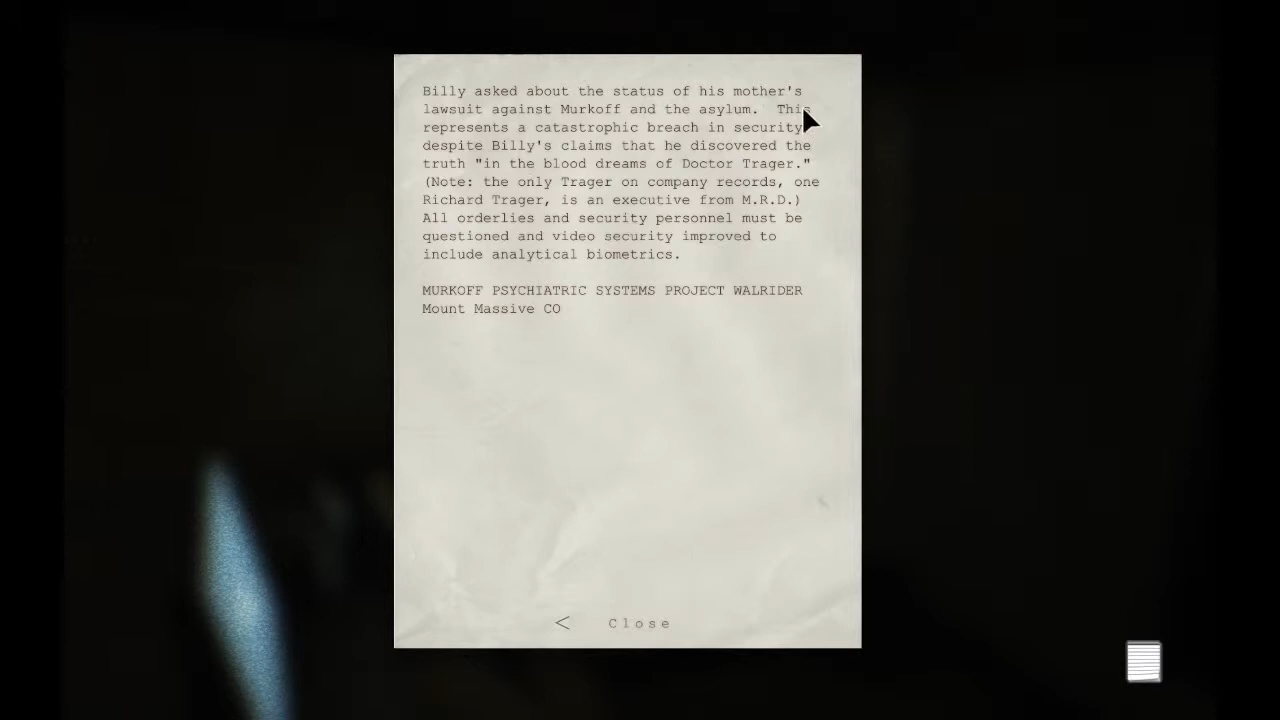 Billy asked about the status of his mother's
lawsuit against Murkoff and the asylum.  This
represents a catastrophic breach in security
despite Billy's claims that he discovered the
truth "in the blood dreams of Doctor Trager."
(Note: the only Trager on company records, one
Richard Trager, is an executive from M.R.D.)
All orderlies and security personnel must be
questioned and video security improved to
include analytical biometrics.
MURKOFF PSYCHIATRIC SYSTEMS PROJECT WALRIDER
Mount Massive CO
< Close